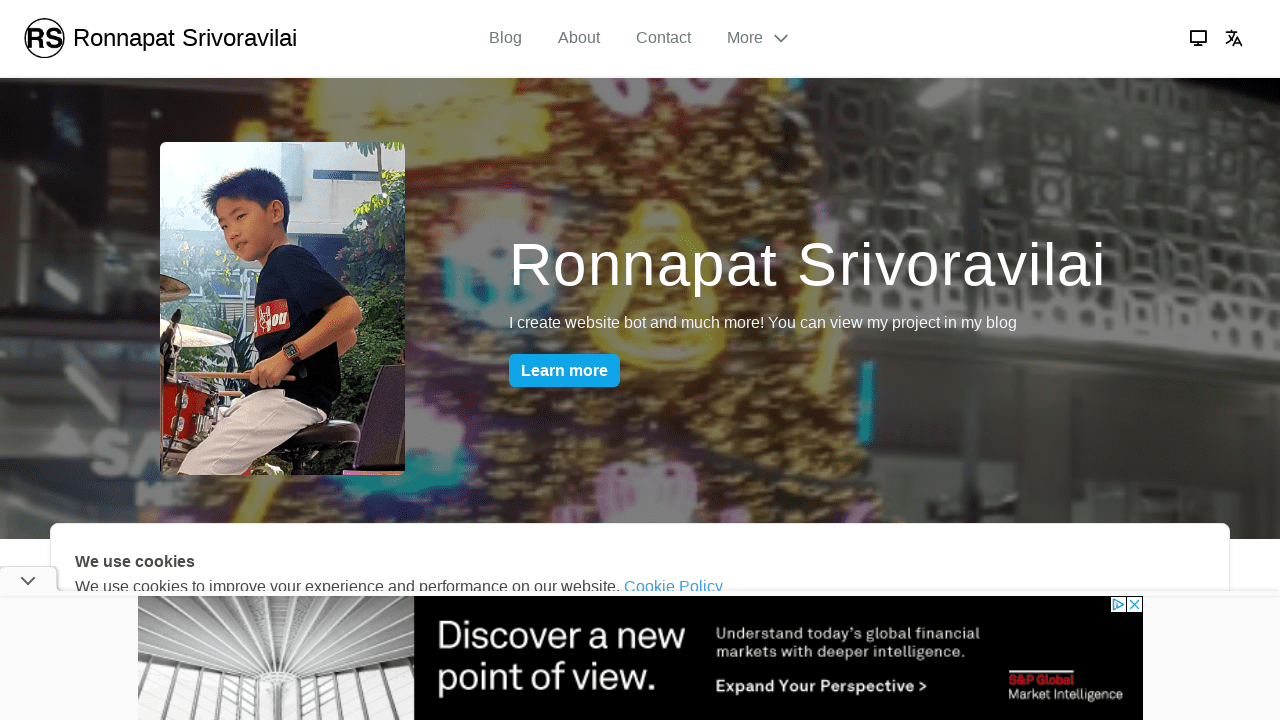 RS Ronnapat Srivoravilai
Blog
About
Contact
More
Ronnapat Srivoravilai
I create website bot and much more! You can view my project in my blog
Learn more
We use cookies
We use cookies to improve your experience and performance on our website. Cookie Policy
Discover a new
point of view.
Understand today's global financial
markets with deeper intelligence.
Expand Your Perspective >
S&P Global
Market Intelligence